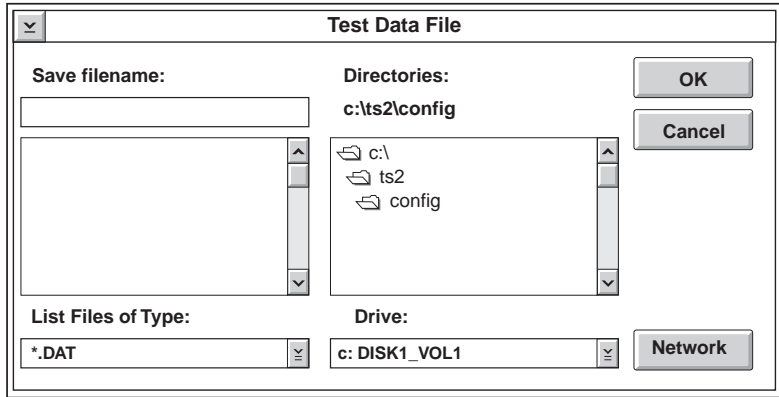 Test Data File
Save filename:
Directories:
OK
c:\ts2\config
Cancel
c:\
ts2
config
List Files of Type:
Drive:
*.DAT
c: DISK1_VOL1
Network